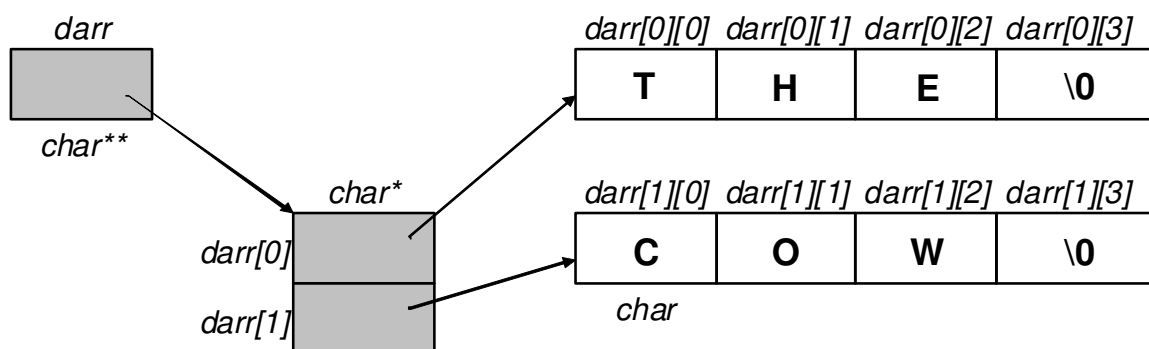 darr
char**
char*
darr[0]
darr[1]
darr[0][0] darr[0][1] darr[0][2] darr[0][3]
T H E \0
darr[1][0] darr[1][1] darr[1][2] darr[1][3]
C O W \0
char